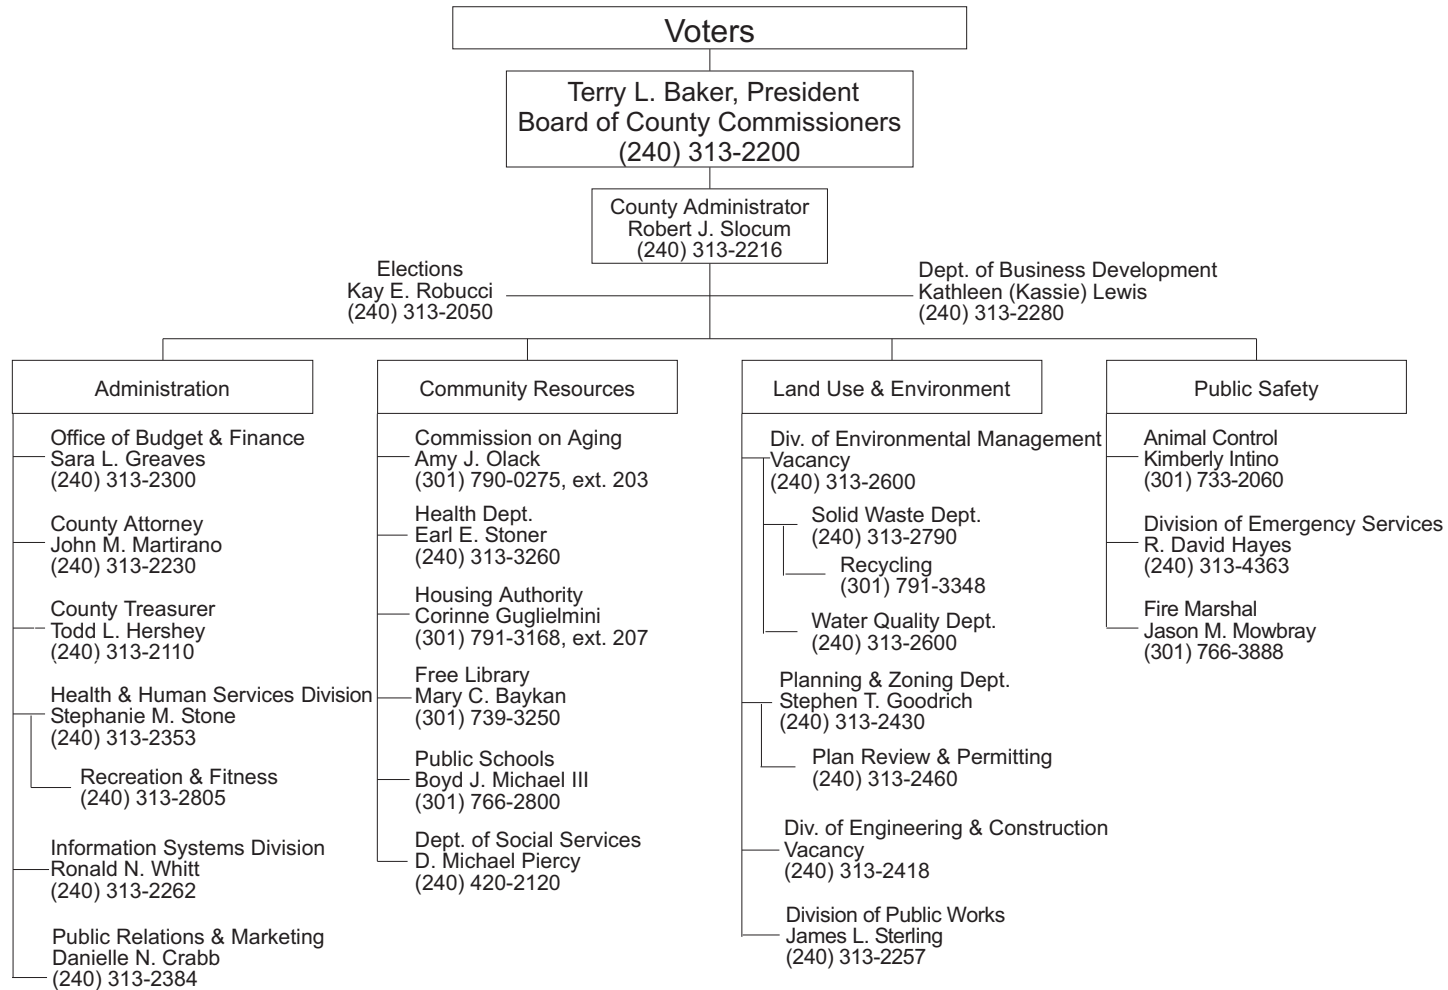 Voters
Terry L. Baker, President
Board of County Commissioners
(240) 313-2200
County Administrator
Robert J. Slocum
(240) 313-2216
Elections
Kay E. Robucci
(240) 313-2050
Dept. of Business Development
Kathleen (Kassie) Lewis
(240) 313-2280
Administration
Office of Budget & Finance
Sara L. Greaves
(240) 313-2300
County Attorney
John M. Martirano
(240) 313-2230
County Treasurer
Todd L. Hershey
(240) 313-2110
Health & Human Services Division
Stephanie M. Stone
(240) 313-2353
Recreation & Fitness
(240) 313-2805
Information Systems Division
Ronald N. Whitt
(240) 313-2262
Public Relations & Marketing
Danielle N. Crabb
(240) 313-2384
Community Resources
Commission on Aging
Amy J. Olack
(301) 790-0275, ext. 203
Health Dept.
Earl E. Stoner
(240) 313-3260
Housing Authority
Corinne Guglielmini
(301) 791-3168, ext. 207
Free Library
Mary C. Baykan
(301) 739-3250
Public Schools
Boyd J. Michael III
(301) 766-2800
Dept. of Social Services
D. Michael Piercy
(240) 420-2120
Land Use & Environment
Div. of Environmental Management
Vacancy
(240) 313-2600
Solid Waste Dept.
(240) 313-2790
Recycling
(301) 791-3348
Water Quality Dept.
(240) 313-2600
Planning & Zoning Dept.
Stephen T. Goodrich
(240) 313-2430
Plan Review & Permitting
(240) 313-2460
Div. of Engineering & Construction
Vacancy
(240) 313-2418
Division of Public Works
James L. Sterling
(240) 313-2257
Public Safety
Animal Control
Kimberly Intino
(301) 733-2060
Division of Emergency Services
R. David Hayes
(240) 313-4363
Fire Marshal
Jason M. Mowbray
(301) 766-3888